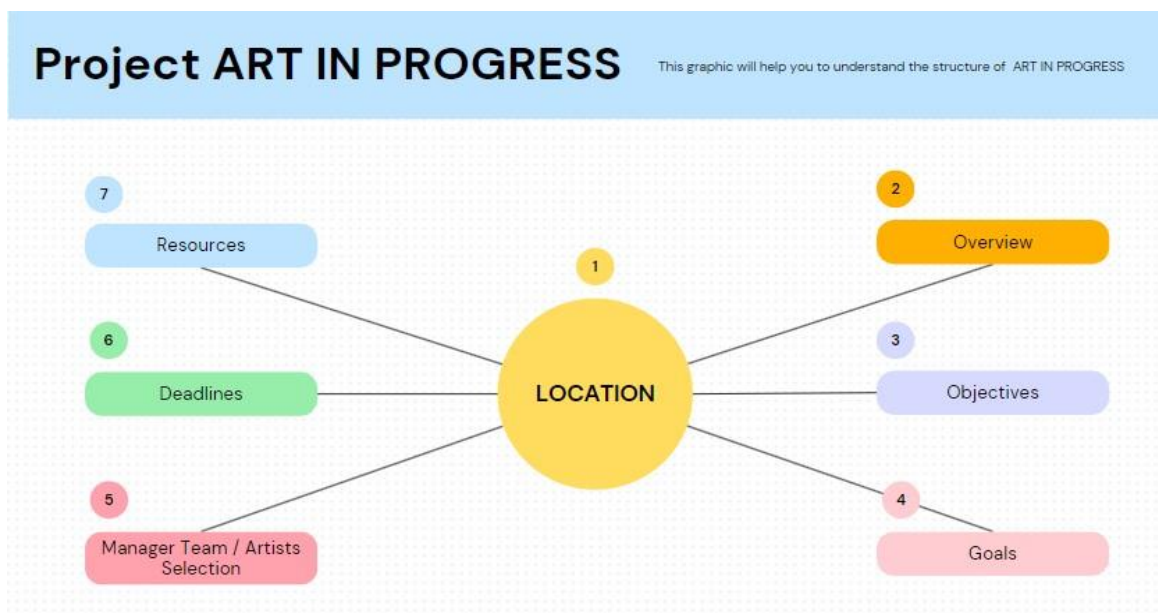 Project ART IN PROGRESS
This graphic will help you to understand the structure of ART IN PROGRESS
1
LOCATION
2
Overview
3
Objectives
4
Goals
5
Manager Team / Artists
Selection
6
Deadlines
7
Resources